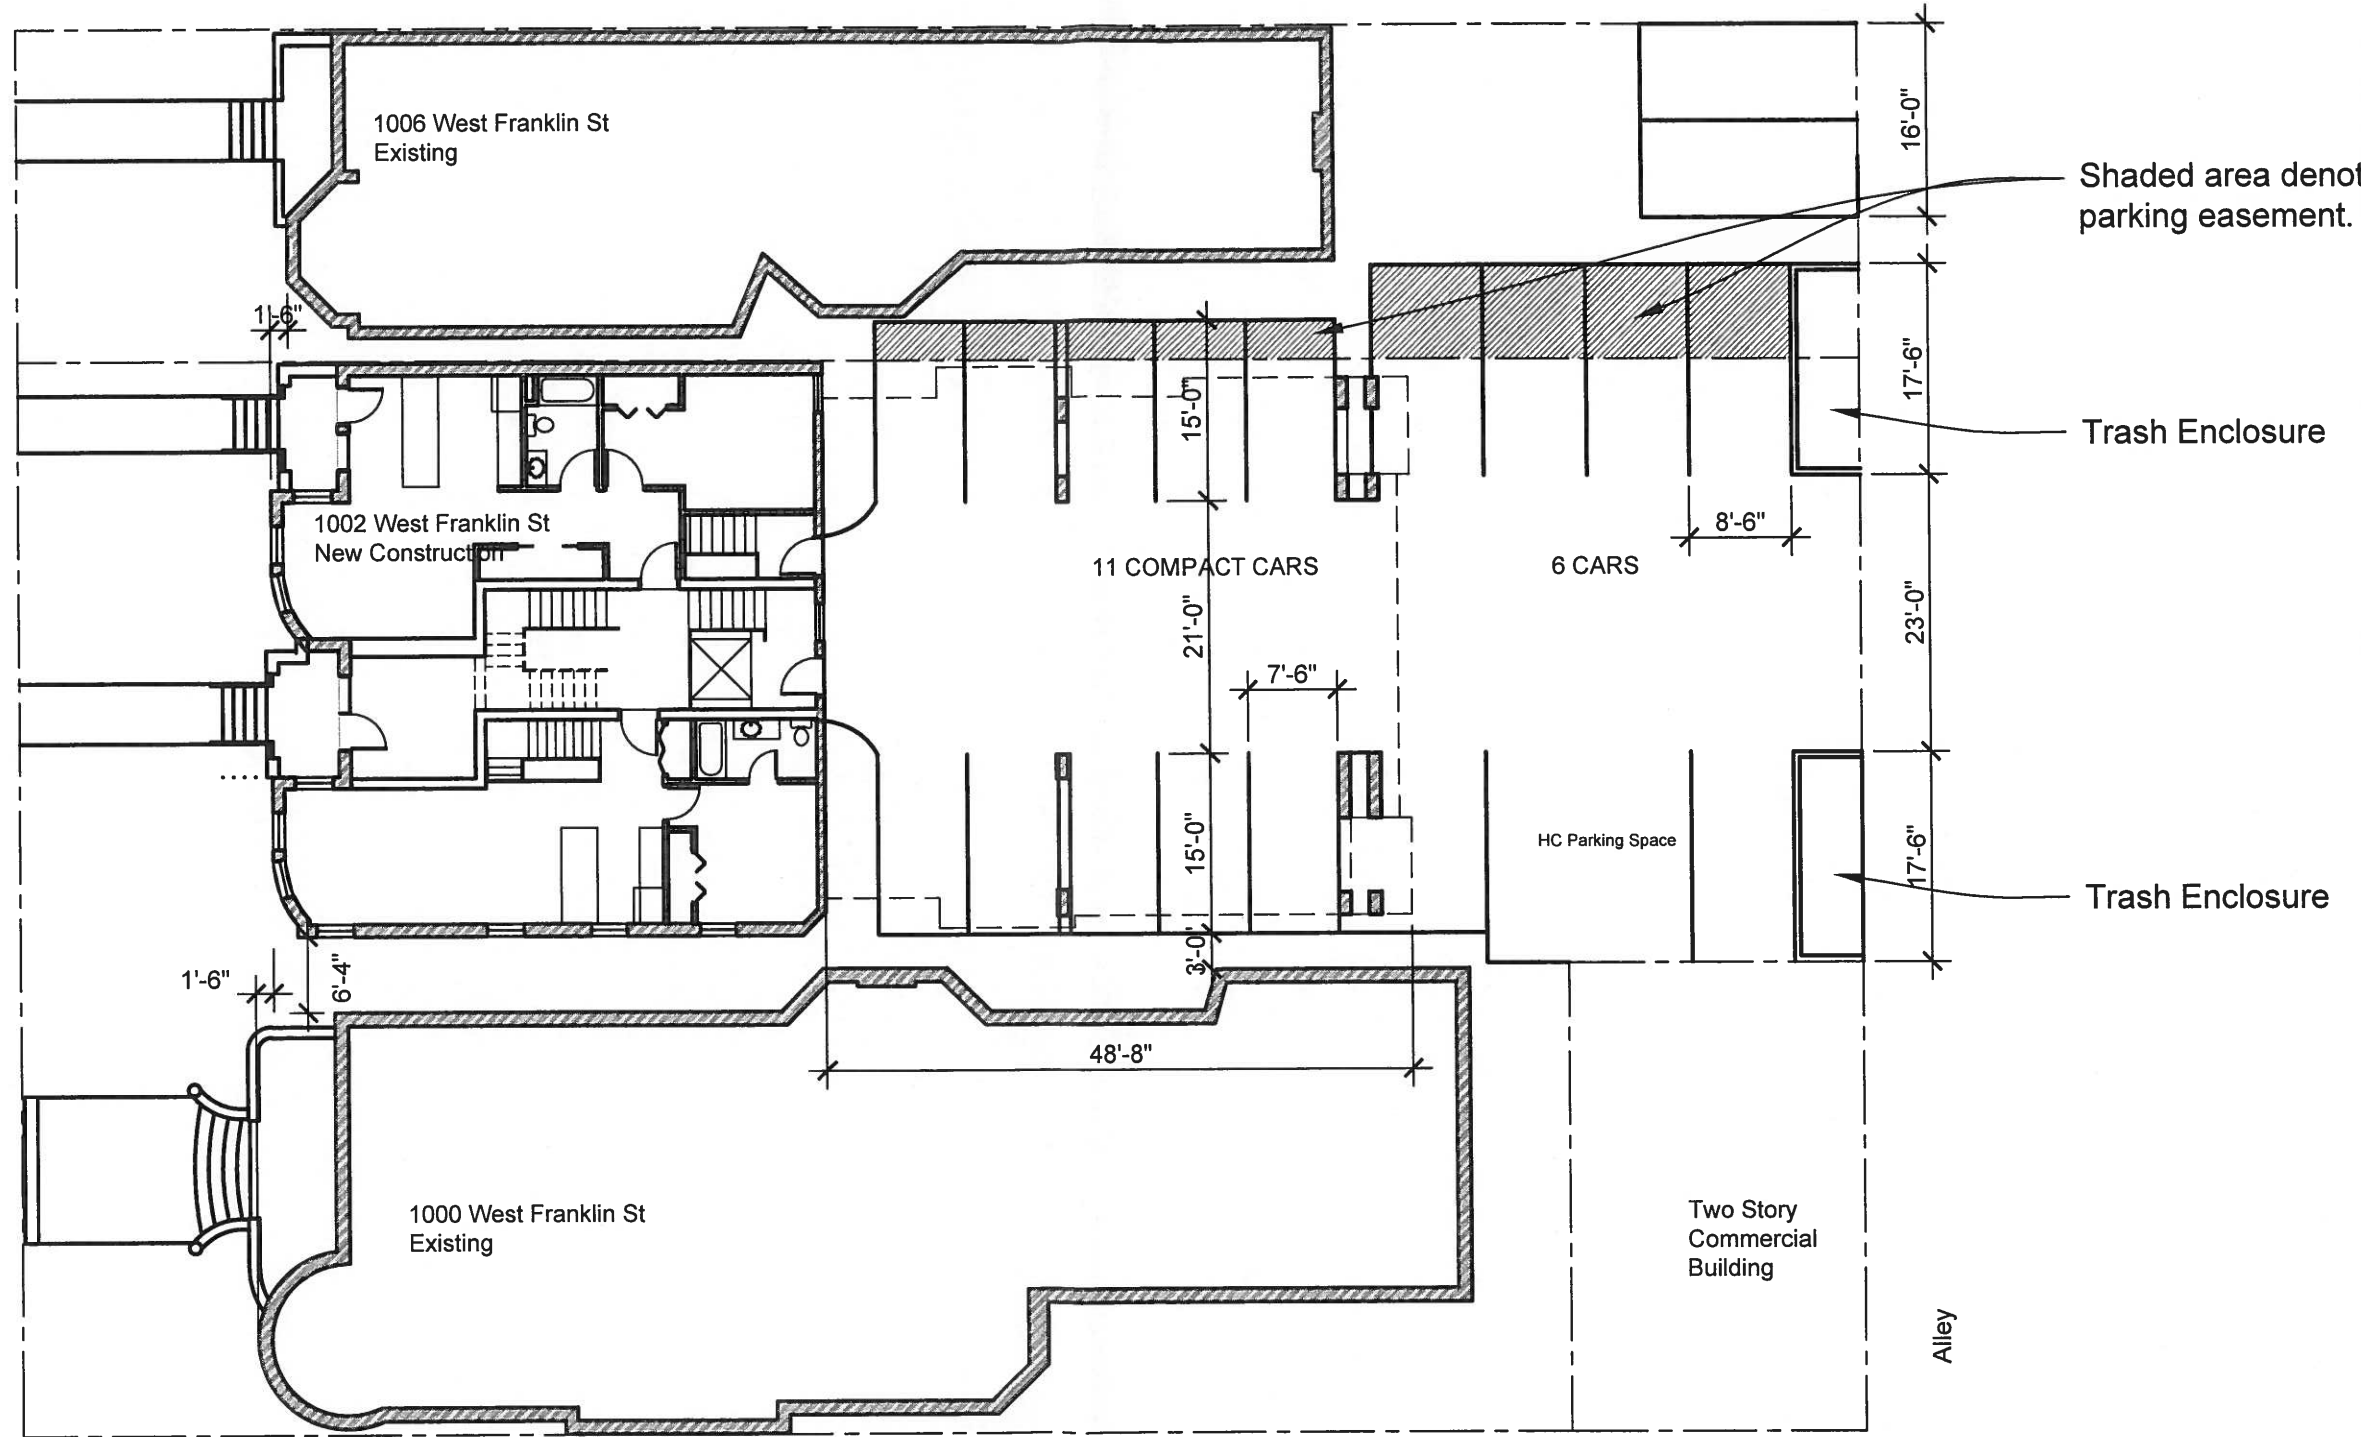 1006 West Franklin St
Existing
16'-0"
Shaded area denot
parking easement.
1'-6"
17'-6"
15'-0"
Trash Enclosure
1002 West Franklin St
New Construction
8'-6"
11 COMPACT CARS
6 CARS
21'-0"
23'-0"
7'-6"
HC Parking Space
15'-0"
17'-6"
Trash Enclosure
3'-0"
1'-6"
6'-4"
48'-8"
1000 West Franklin St
Existing
Two Story
Commercial
Building
Alley